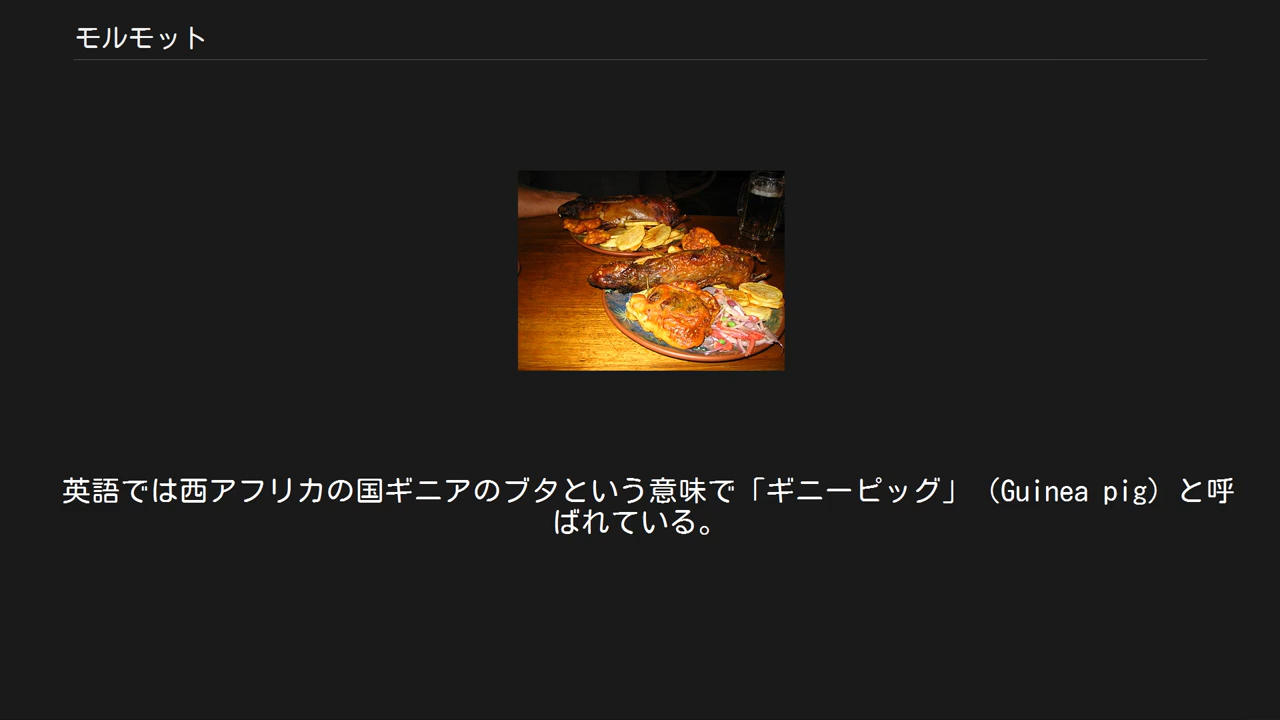 モルモット
英語では西アフリカの国ギニアのブタという意味で「ギニーピッグ」（Guinea pig）と呼
ばれている。